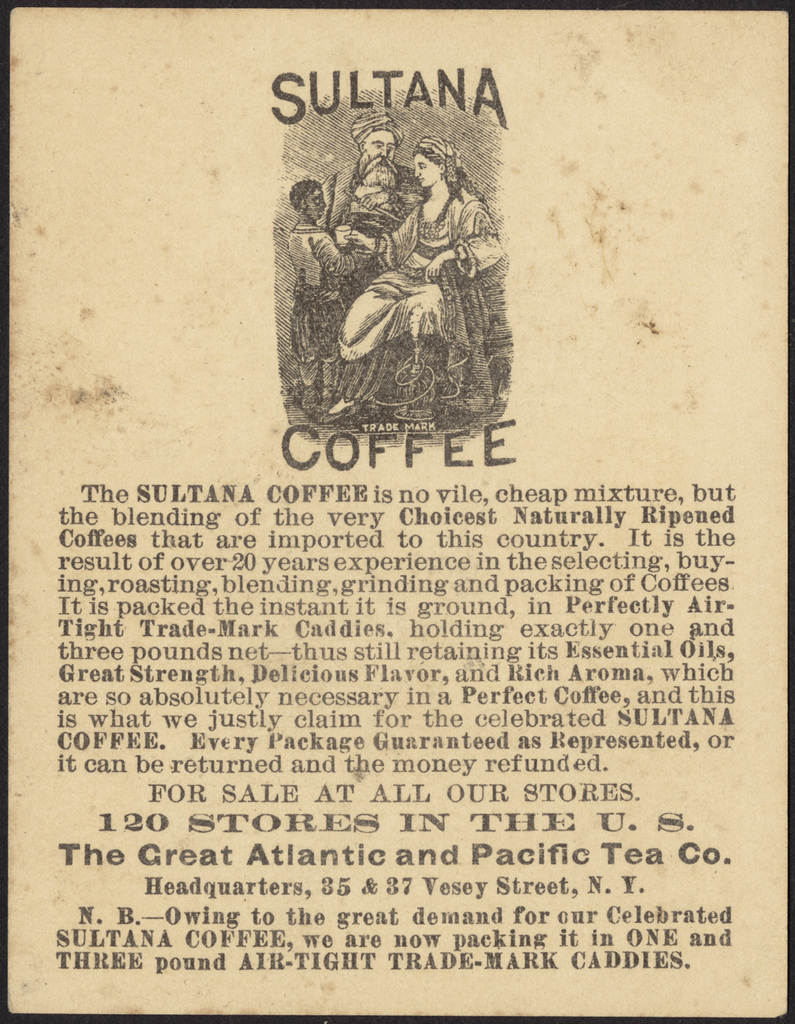 SULTANA
TRADE MARK
COFFEE
The SULTANA COFFEE is no vile, cheap mixture, but
the blending of the very Choicest Naturally Ripened
Coffees that are imported to this country. It is the
result of over 20 years experience in the selecting, buy-
ing, roasting, blending, grinding and packing of Coffees
It is packed the instant it is ground, in Perfectly Air-
Tight Trade-Mark Caddies, holding exactly one and
three pounds net—thus still retaining its Essential Oils,
Great Strength, Delicious Flavor, and Rich Aroma, which
are so absolutely necessary in a Perfect Coffee, and this
is what we justly claim for the celebrated SULTANA
COFFEE. Every Package Guaranteed as Represented, or
it can be returned and the money refunded.
FOR SALE AT ALL OUR STORES.
120 STORES IN THE U. S.
The Great Atlantic and Pacific Tea Co.
Headquarters, 35 & 37 Vesey Street, N. Y.
N. B.—Owing to the great demand for our Celebrated
SULTANA COFFEE, we are now packing it in ONE and
THREE pound AIR-TIGHT TRADE-MARK CADDIES.